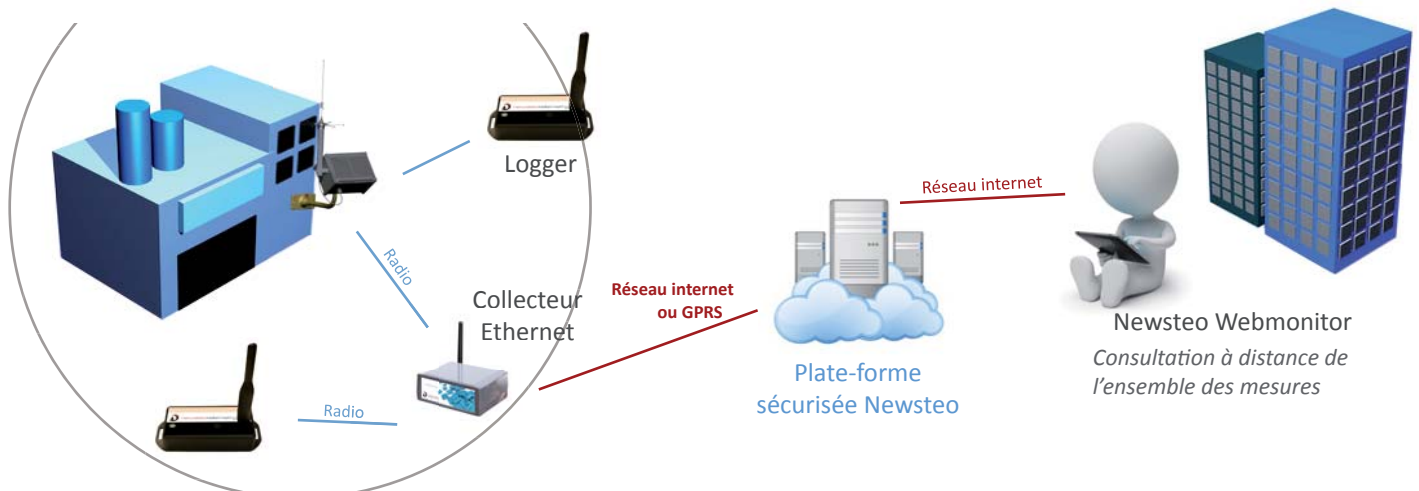 Logger
Radio
Collecteur
Ethernet
Radio
Réseau internet
ou GPRS
Plate-forme
sécurisée Newsteo
Réseau internet
Newsteo Webmonitor
Consultation à distance de
l'ensemble des mesures